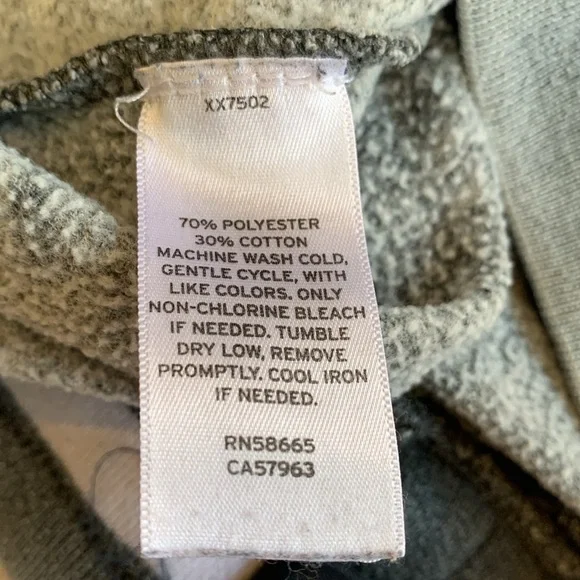 XX7502
70% POLYESTER
30% COTTON
MACHINE WASH COLD,
GENTLE CYCLE, WITH
LIKE COLORS. ONLY
NON-CHLORINE BLEACH
IF NEEDED. TUMBLE
DRY LOW, REMOVE
PROMPTLY. COOL IRON
IF NEEDED.
RN58665
CA57963